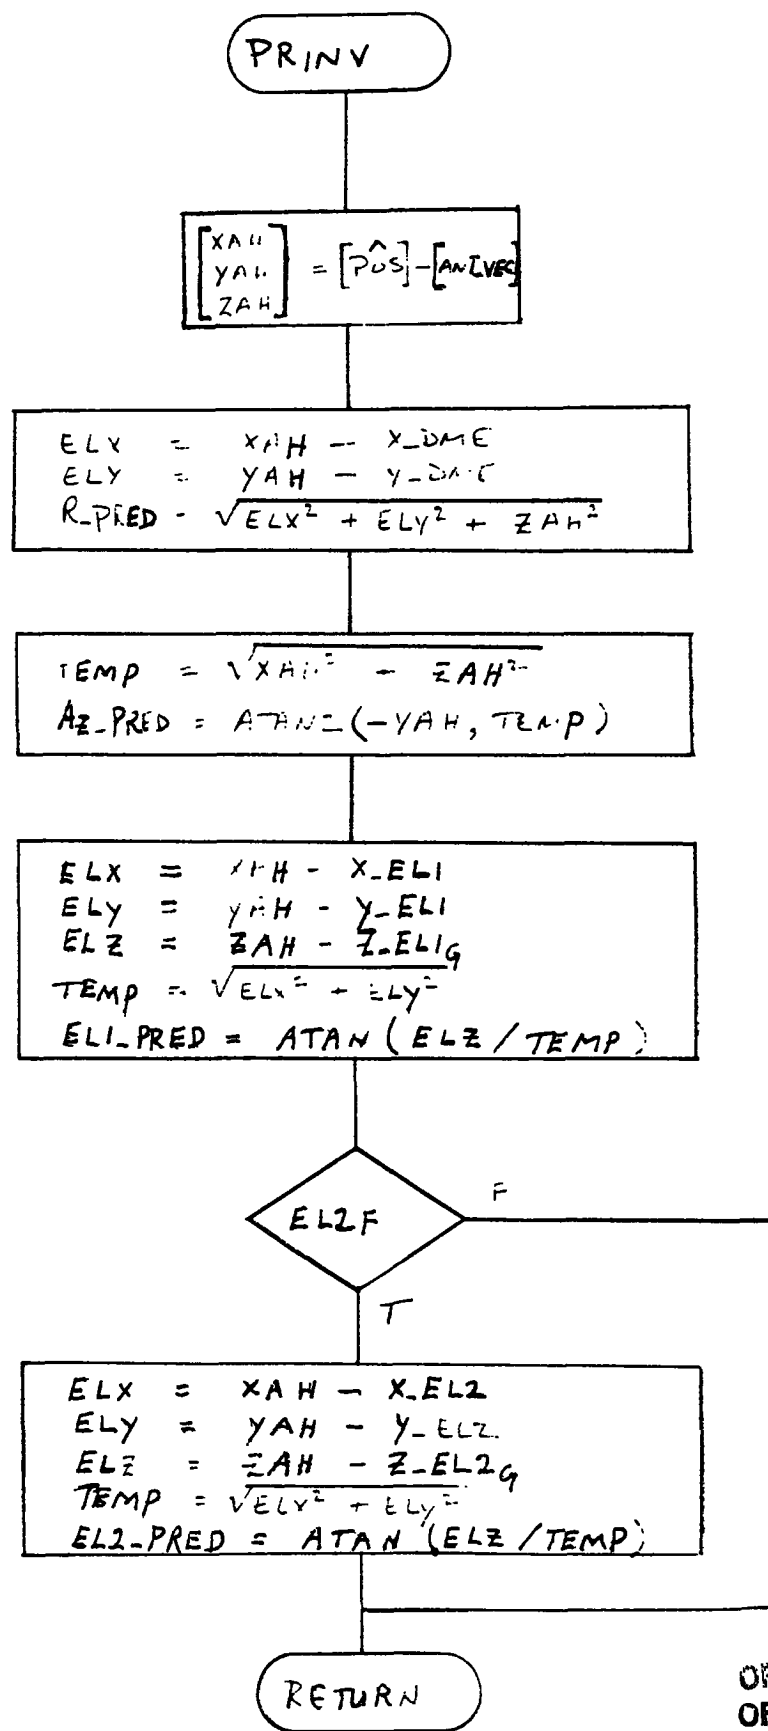 PRINV
XAH
YAH = [POŜ] - [ANTVEC]
ZAH
ELX = XAH - X_DME
ELY = YAH - Y_DME
R_PRED = √ELX² + ELY² + ZAH²
TEMP = √XAH² + ZAH²
AZ_PRED = ATAN2(-YAH, TEMP)
ELX = XAH - X_EL1
ELY = YAH - Y_EL1
ELZ = ZAH - Z_EL1G
TEMP = √ELX² + ELY²
EL1_PRED = ATAN(ELZ / TEMP)
EL2F
F
T
ELX = XAH - X_EL2
ELY = YAH - Y_EL2
ELZ = ZAH - Z_EL2G
TEMP = √ELX² + ELY²
EL2_PRED = ATAN(ELZ / TEMP)
RETURN